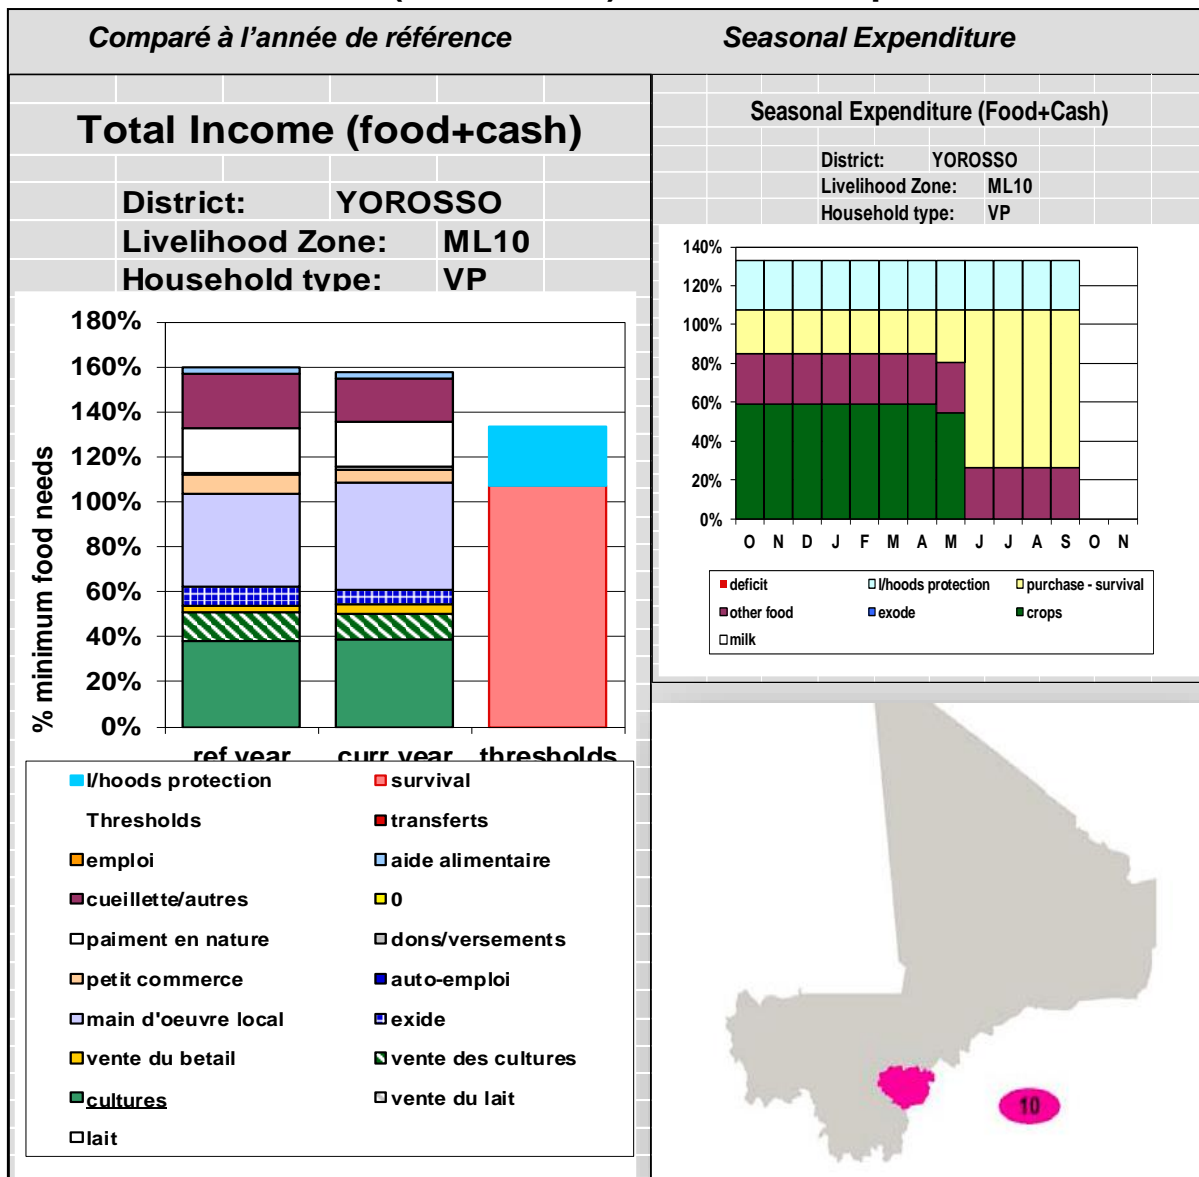 Comparé à l'année de référence
Seasonal Expenditure
Total Income (food+cash)
District: YOROSSO
Livelihood Zone: ML10
Household type: VP
180%
160%
140%
120%
100%
80%
60%
40%
20%
0%
% minimum food needs
ref year curr year thresholds
l/hoods protection survival
Thresholds transferts
emploi aide alimentaire
cueillette/autres 0
paiment en nature dons/versements
petit commerce auto-emploi
main d'oeuvre local exide
vente du betail vente des cultures
cultures vente du lait
lait
Seasonal Expenditure (Food+Cash)
District: YOROSSO
Livelihood Zone: ML10
Household type: VP
140%
120%
100%
80%
60%
40%
20%
0%
O N D J F M A M J J A S O N
deficit l/hoods protection purchase - survival
other food exode crops
milk
10